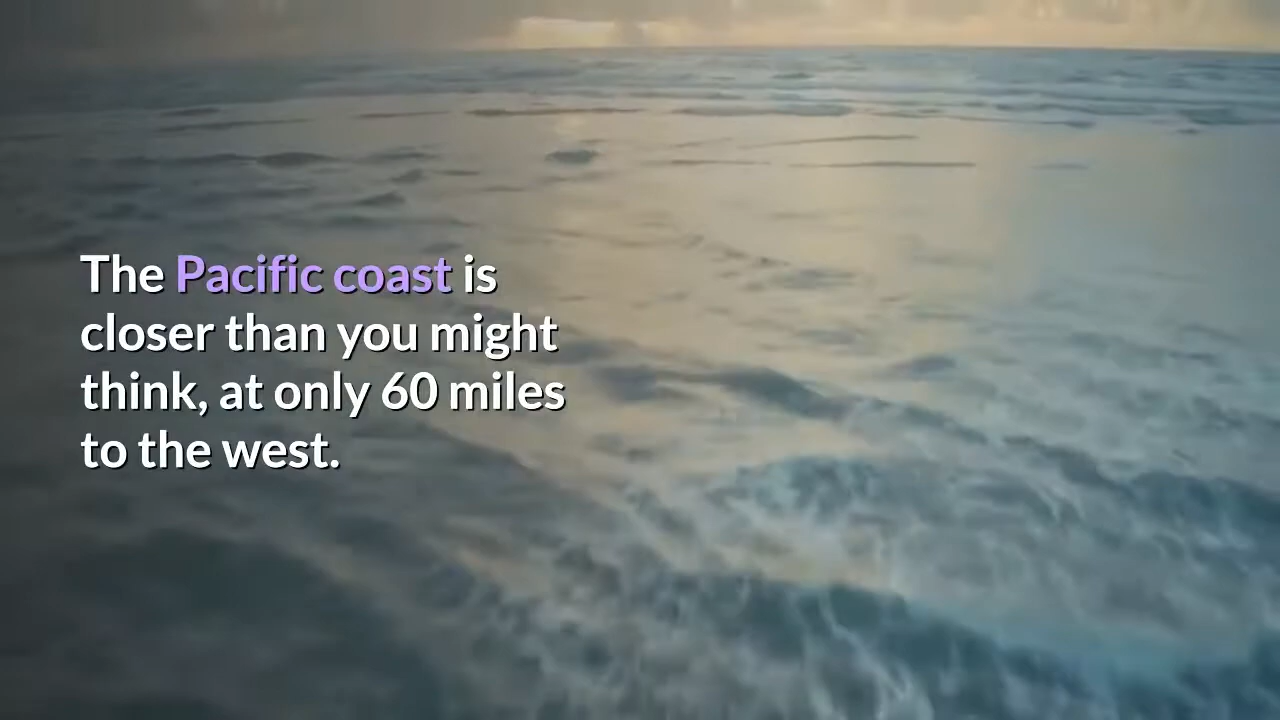 The Pacific coast is
closer than you might
think, at only 60 miles
to the west.